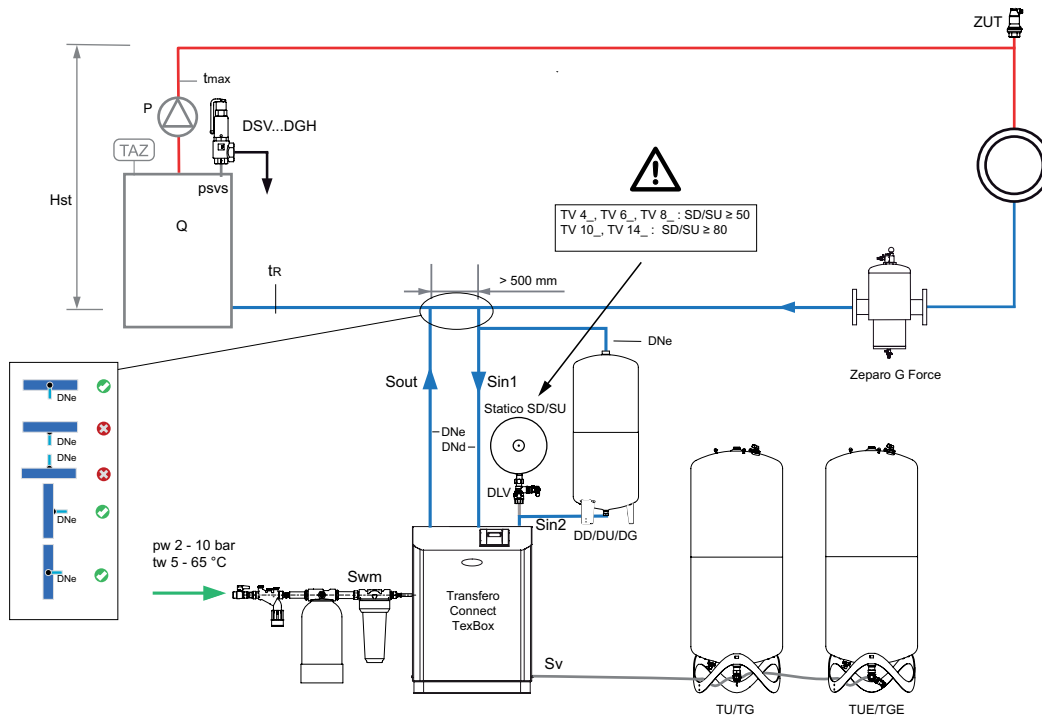 ZUT
tmax
P
DSV...DGH
TAZ
psvs
Hst
Q
TV 4_, TV 6_, TV 8_ : SD/SU ≥ 50
TV 10_, TV 14_ : SD/SU ≥ 80
tR
> 500 mm
DNe
Zeparo G Force
Sout
Sin1
Statico SD/SU
DNe
DNd
DLV
Sin2
DD/DU/DG
DNe
DNe
DNe
DNe
DNe
pw 2 - 10 bar
tw 5 - 65 °C
Swm
Transfero
Connect
TexBox
Sv
TU/TG
TUE/TGE